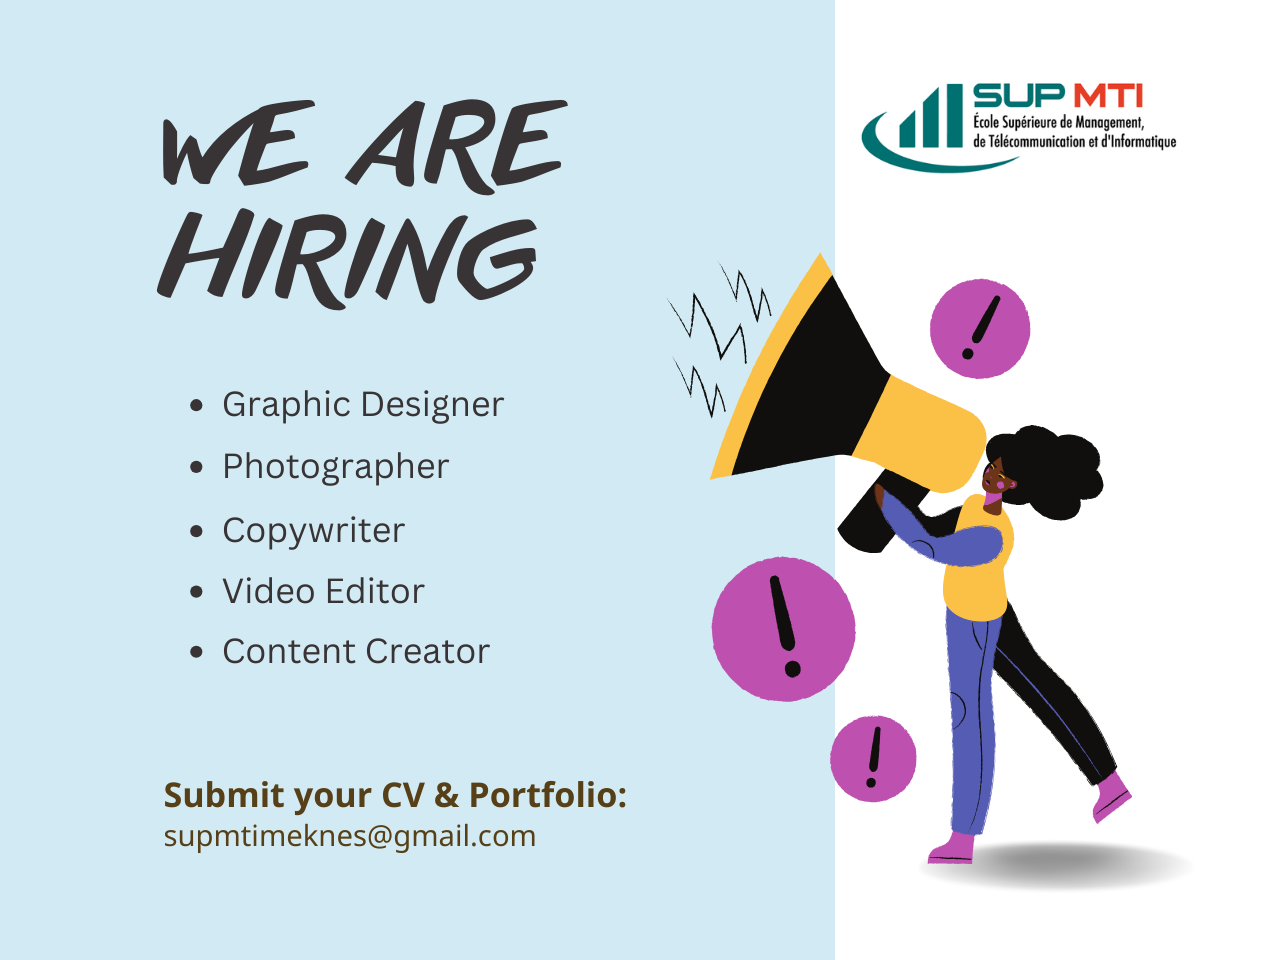 WE ARE
HIRING
SUP MTI
École Supérieure de Management,
de Télécommunication et d'Informatique
• Graphic Designer
• Photographer
• Copywriter
• Video Editor
• Content Creator
Submit your CV & Portfolio:
supmtimeknes@gmail.com